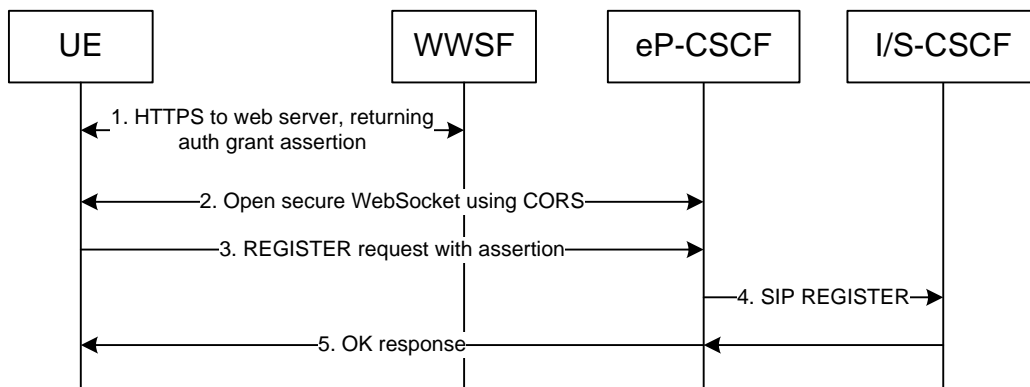 UE
WWSF
eP-CSCF
I/S-CSCF
1. HTTPS to web server, returning
auth grant assertion
2. Open secure WebSocket using CORS
3. REGISTER request with assertion
4. SIP REGISTER
5. OK response